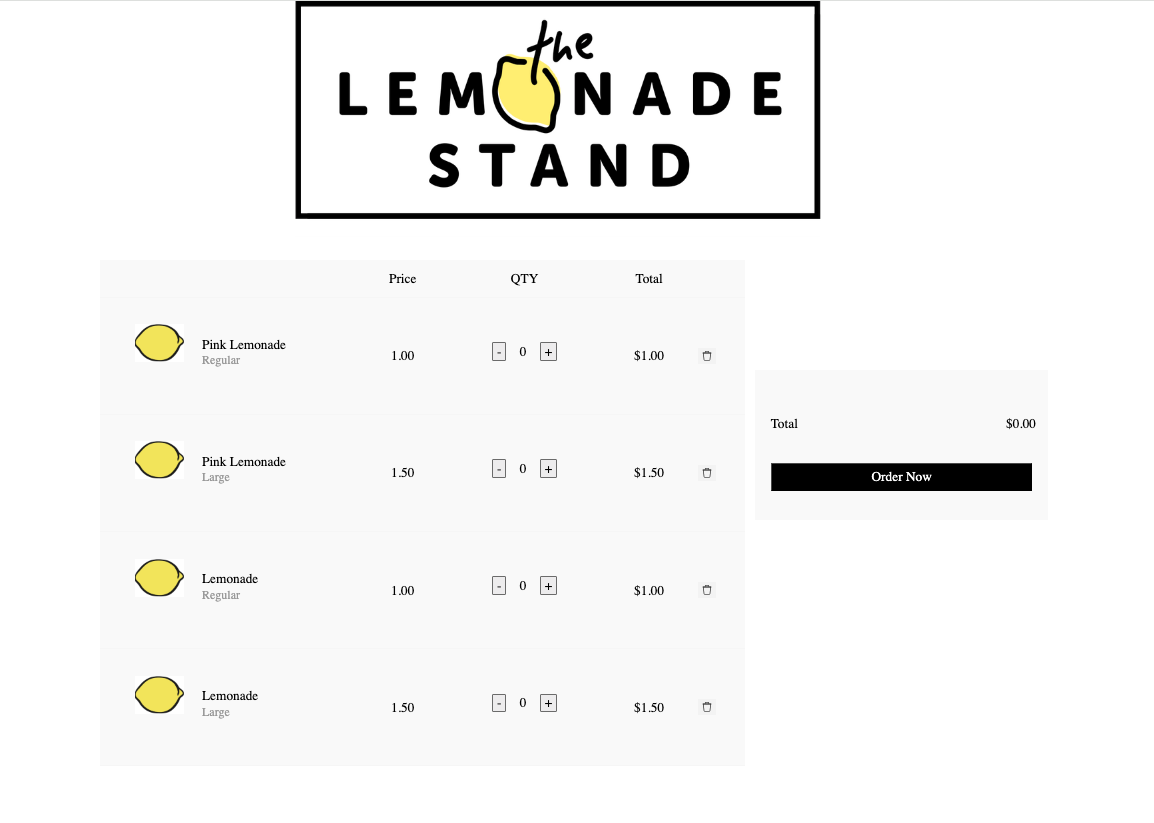 the
LEMONADE
STAND
Price QTY Total
Pink Lemonade
Regular
1.00 - 0 + $1.00
Pink Lemonade
Large
1.50 - 0 + $1.50
Lemonade
Regular
1.00 - 0 + $1.00
Lemonade
Large
1.50 - 0 + $1.50
Total $0.00
Order Now